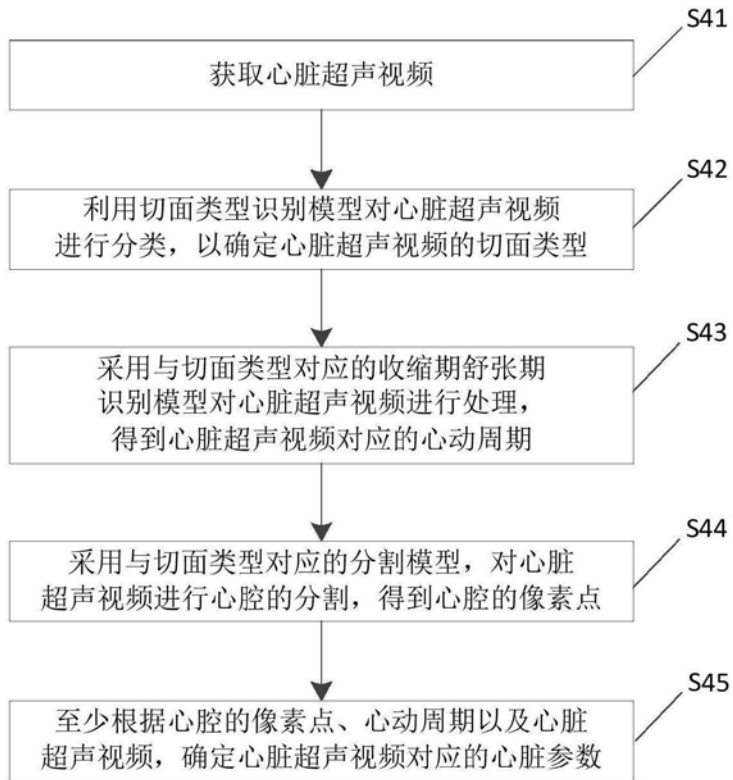 S41
获取心脏超声视频
S42
利用切面类型识别模型对心脏超声视频
进行分类，以确定心脏超声视频的切面类型
S43
采用与切面类型对应的收缩期舒张期
识别模型对心脏超声视频进行处理，
得到心脏超声视频对应的心动周期
S44
采用与切面类型对应的分割模型，对心脏
超声视频进行心腔的分割，得到心腔的像素点
S45
至少根据心腔的像素点、心动周期以及心脏
超声视频，确定心脏超声视频对应的心脏参数